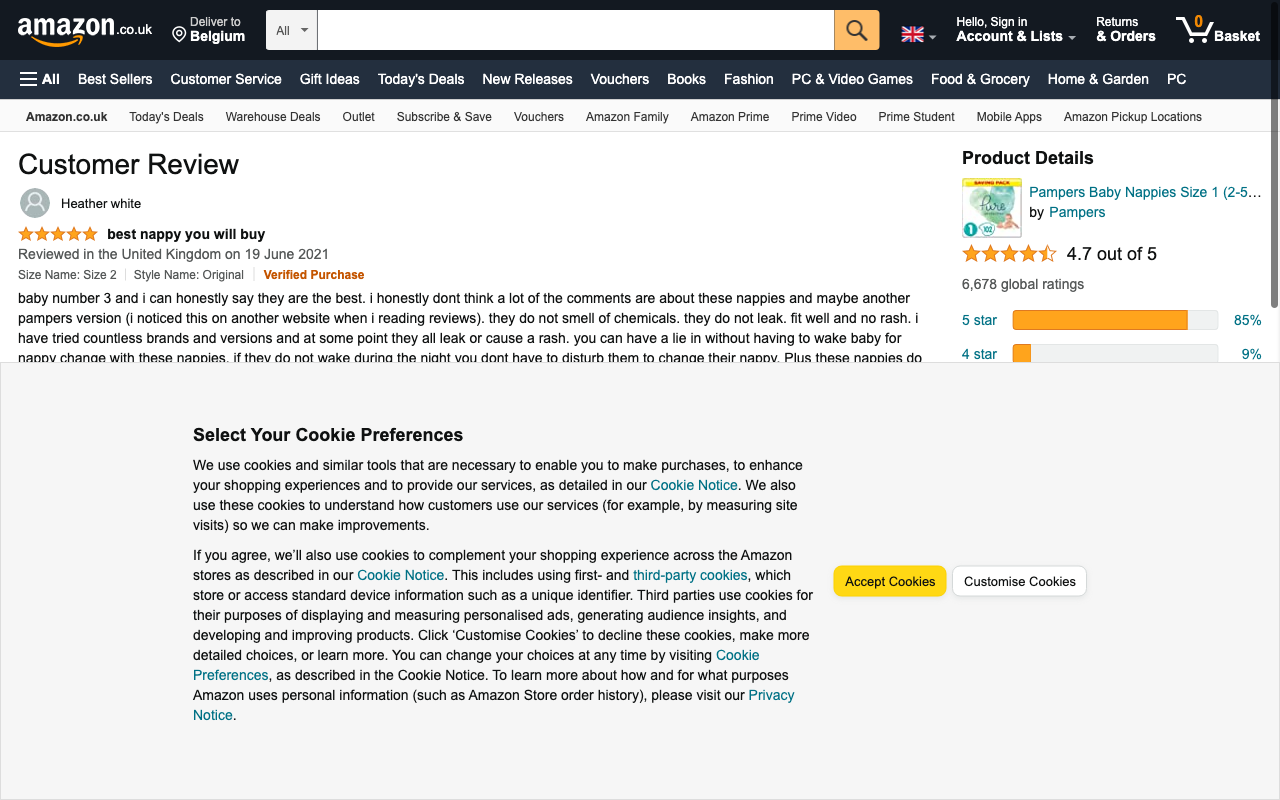 amazon.co.uk
Deliver to
Belgium
All
Hello, Sign in
Account & Lists
Returns
& Orders
0
Basket
All
Best Sellers
Customer Service
Gift Ideas
Today's Deals
New Releases
Vouchers
Books
Fashion
PC & Video Games
Food & Grocery
Home & Garden
PC
Amazon.co.uk
Today's Deals
Warehouse Deals
Outlet
Subscribe & Save
Vouchers
Amazon Family
Amazon Prime
Prime Video
Prime Student
Mobile Apps
Amazon Pickup Locations
Customer Review
Heather white
best nappy you will buy
Reviewed in the United Kingdom on 19 June 2021
Size Name: Size 2
Style Name: Original
Verified Purchase
baby number 3 and i can honestly say they are the best. i honestly dont think a lot of the comments are about these nappies and maybe another
pampers version (i noticed this on another website when i reading reviews). they do not smell of chemicals. they do not leak. fit well and no rash. i
have tried countless brands and versions and at some point they all leak or cause a rash. you can have a lie in without having to wake baby for
nappy change with these nappies. if they do not wake during the night you dont have to disturb them to change their nappy. Plus these nappies do
Product Details
SAVING PACK
Pure
1
102
Pampers Baby Nappies Size 1 (2-5...
by Pampers
4.7 out of 5
6,678 global ratings
5 star
85%
4 star
9%
Select Your Cookie Preferences
We use cookies and similar tools that are necessary to enable you to make purchases, to enhance
your shopping experiences and to provide our services, as detailed in our Cookie Notice. We also
use these cookies to understand how customers use our services (for example, by measuring site
visits) so we can make improvements.
If you agree, we’ll also use cookies to complement your shopping experience across the Amazon
stores as described in our Cookie Notice. This includes using first- and third-party cookies, which
store or access standard device information such as a unique identifier. Third parties use cookies for
their purposes of displaying and measuring personalised ads, generating audience insights, and
developing and improving products. Click ‘Customise Cookies’ to decline these cookies, make more
detailed choices, or learn more. You can change your choices at any time by visiting Cookie
Preferences, as described in the Cookie Notice. To learn more about how and for what purposes
Amazon uses personal information (such as Amazon Store order history), please visit our Privacy
Notice.
Accept Cookies
Customise Cookies